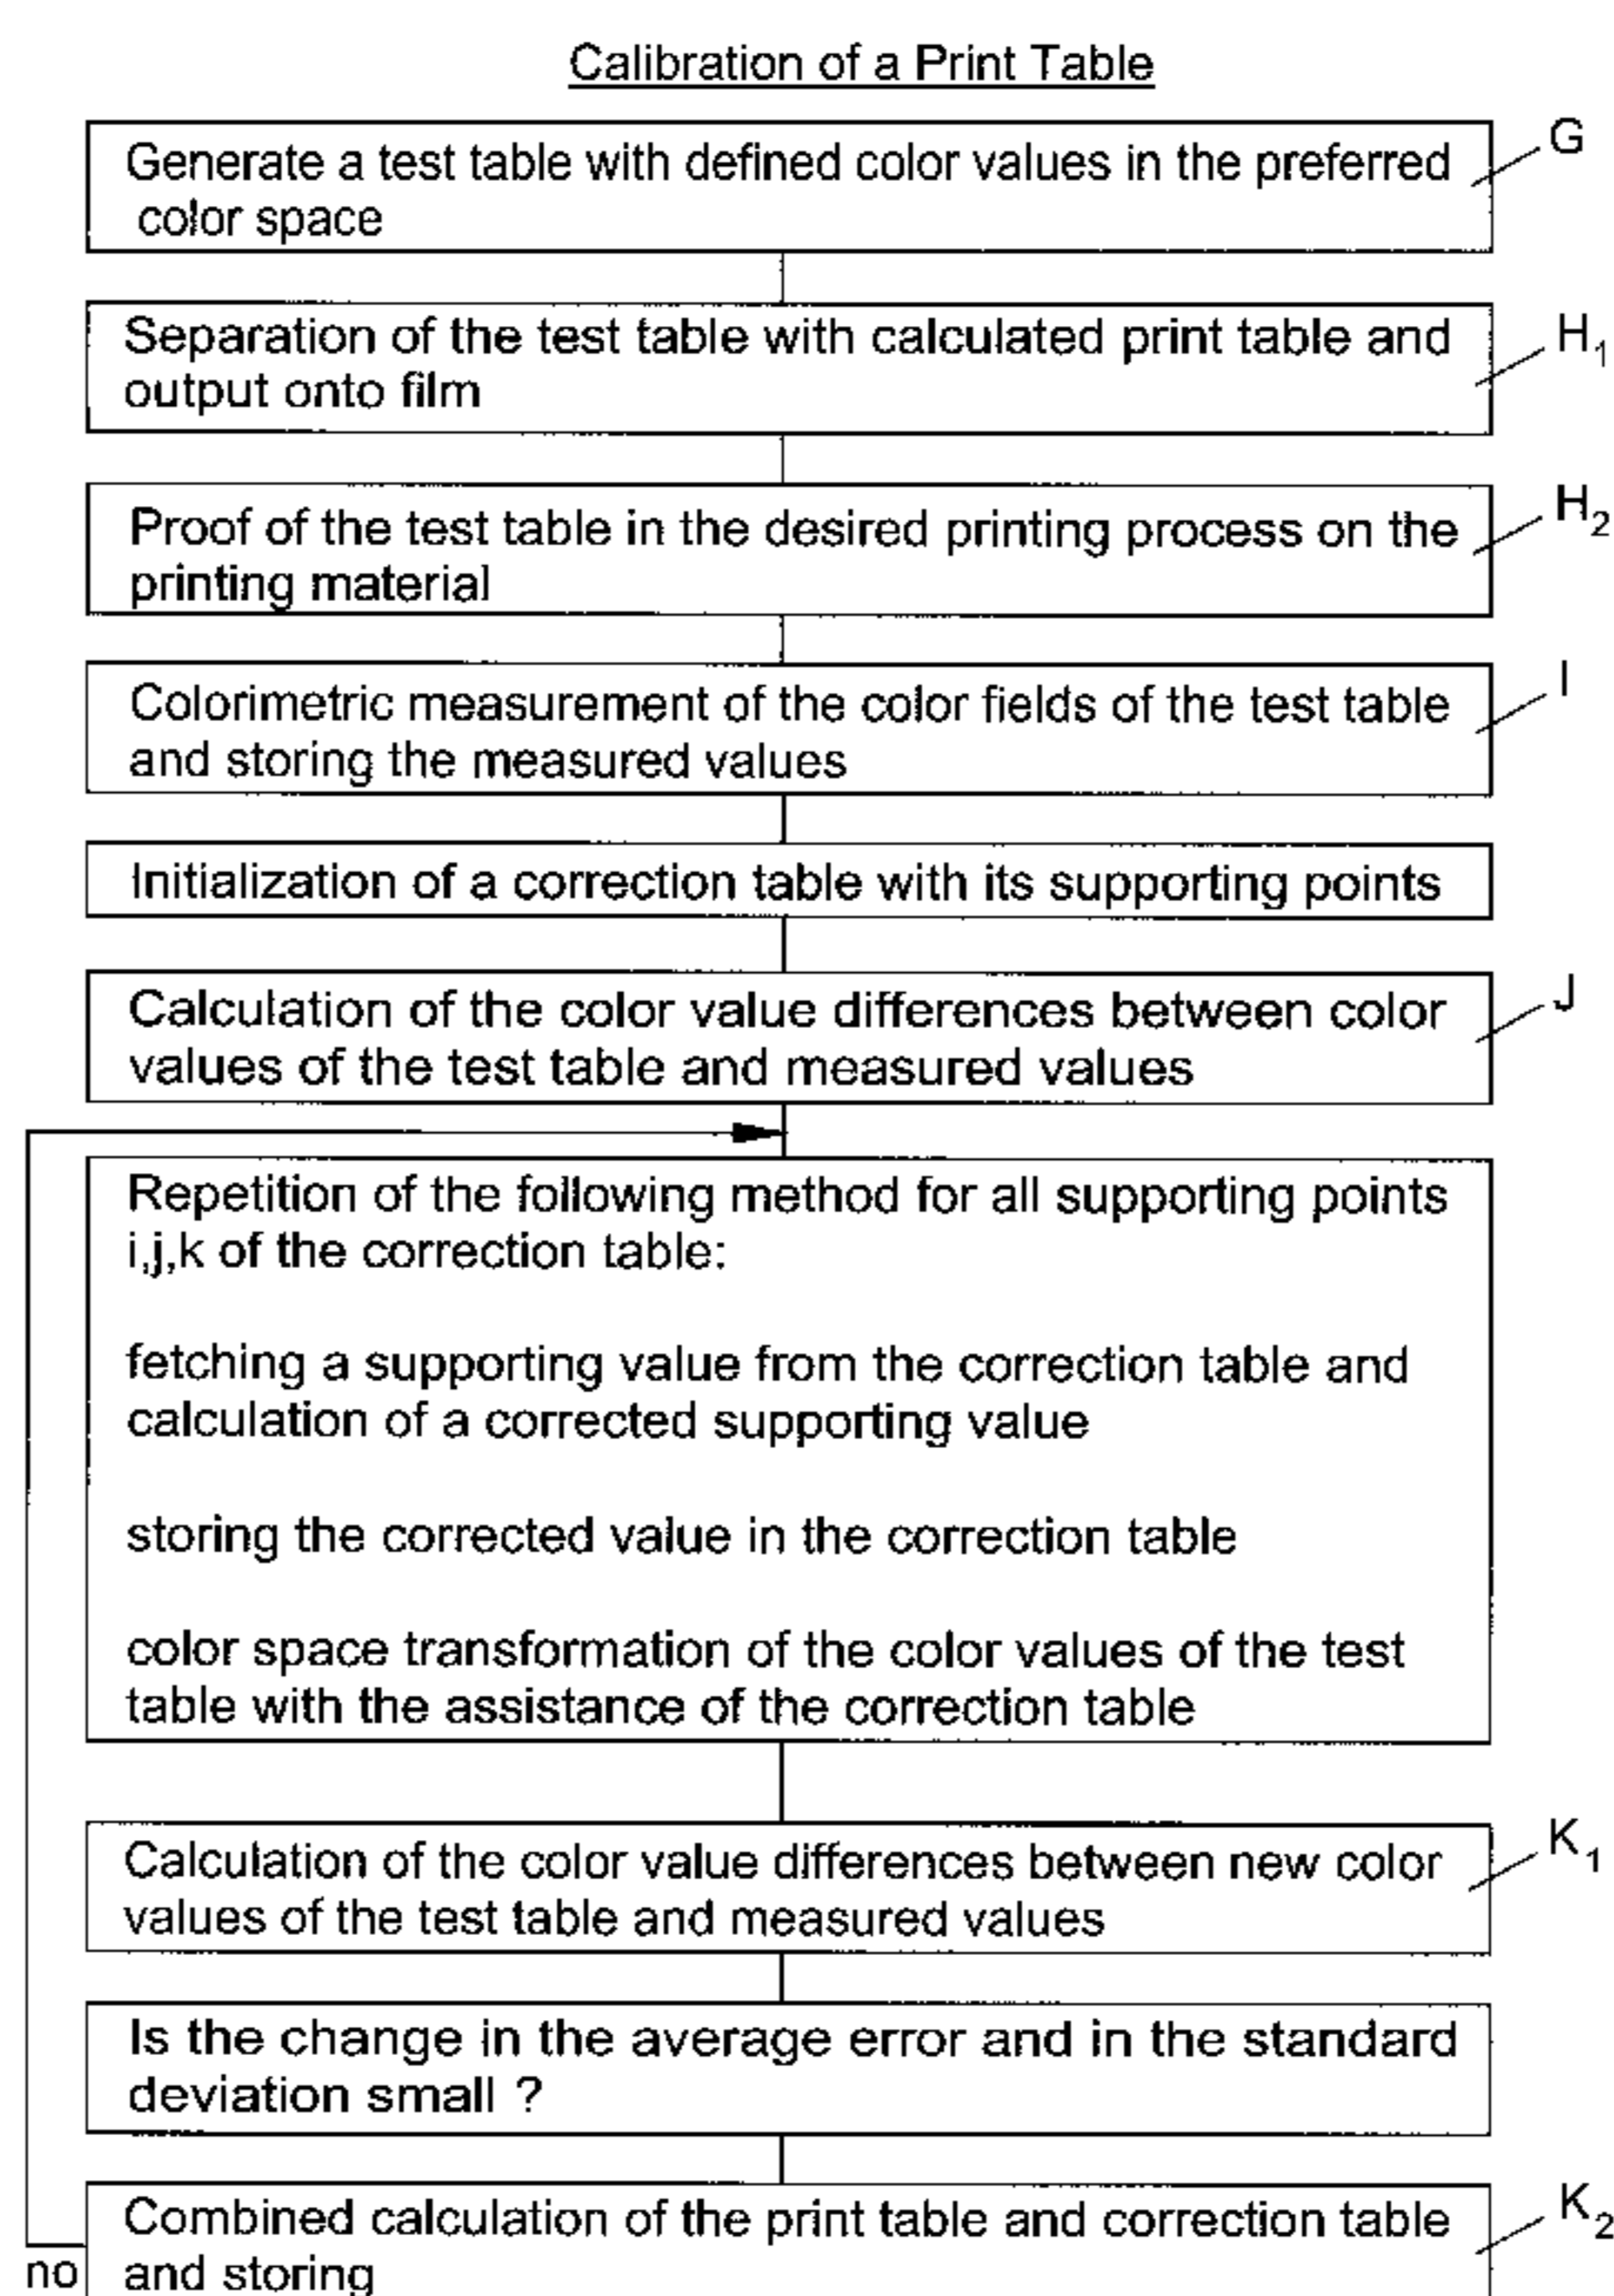 Calibration of a Print Table
Generate a test table with defined color values in the preferred
color space
G
Separation of the test table with calculated print table and
output onto film
H1
Proof of the test table in the desired printing process on the
printing material
H2
Colorimetric measurement of the color fields of the test table
and storing the measured values
I
Initialization of a correction table with its supporting points
Calculation of the color value differences between color
values of the test table and measured values
J
Repetition of the following method for all supporting points
i,j,k of the correction table:
fetching a supporting value from the correction table and
calculation of a corrected supporting value
storing the corrected value in the correction table
color space transformation of the color values of the test
table with the assistance of the correction table
Calculation of the color value differences between new color
values of the test table and measured values
K1
Is the change in the average error and in the standard
deviation small ?
Combined calculation of the print table and correction table
and storing
K2
no